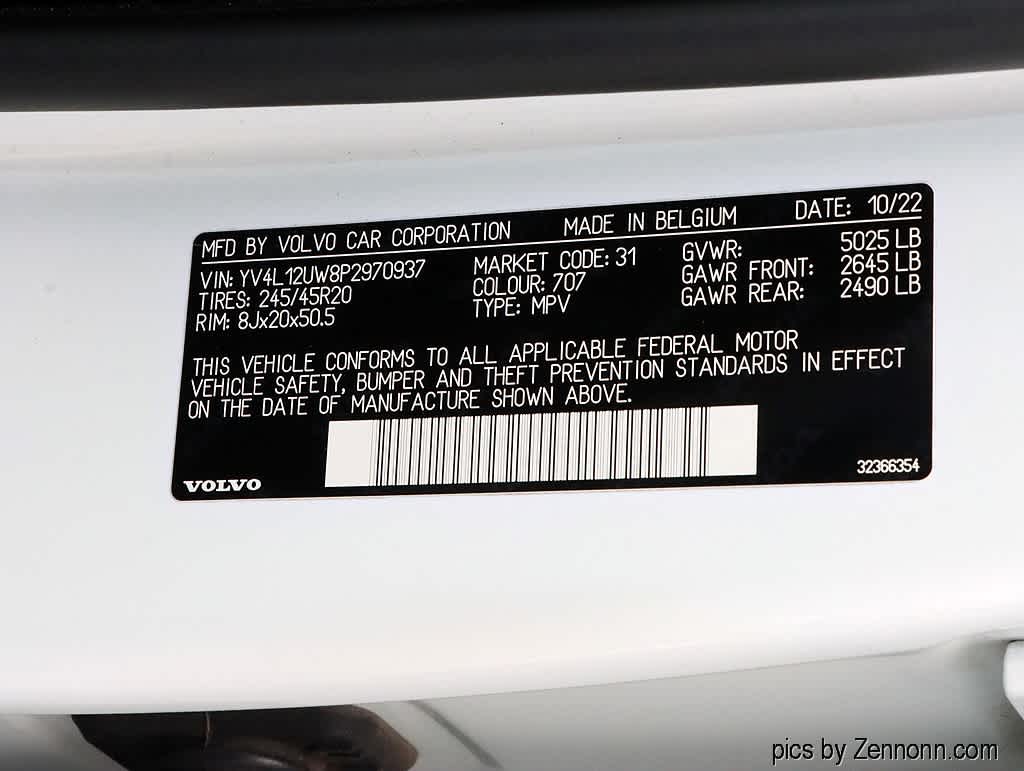 MFD BY VOLVO CAR CORPORATION MADE IN BELGIUM DATE: 10/22
VIN: YV4L12UW8P2970937 MARKET CODE: 31 GVWR: 5025 LB
TIRES: 245/45R20 COLOUR: 707 GAWR FRONT: 2645 LB
RIM: 8Jx20x50.5 TYPE: MPV GAWR REAR: 2490 LB
THIS VEHICLE CONFORMS TO ALL APPLICABLE FEDERAL MOTOR
VEHICLE SAFETY, BUMPER AND THEFT PREVENTION STANDARDS IN EFFECT
ON THE DATE OF MANUFACTURE SHOWN ABOVE.
VOLVO 32366354
pics by Zennonn.com